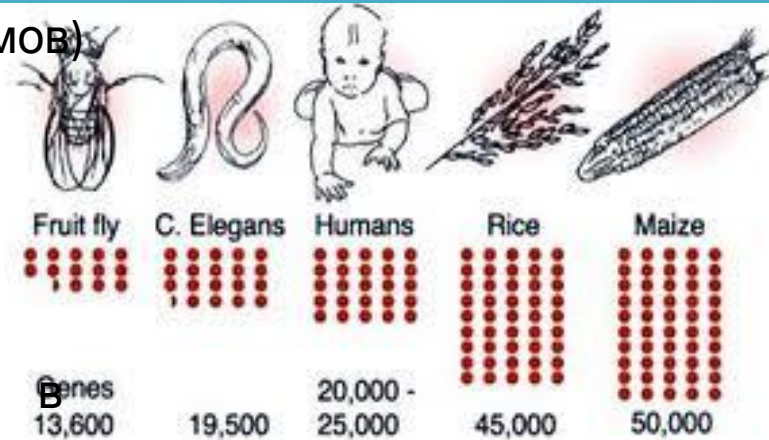 мов)
Fruit fly C. Elegans Humans Rice Maize
Genes 20,000 -
в
13,600 19,500 25,000 45,000 50,000